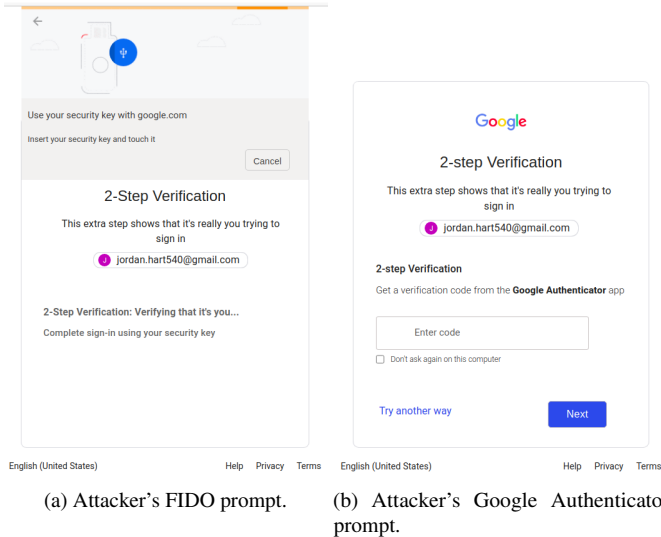 Use your security key with google.com
Insert your security key and touch it
Cancel
2-Step Verification
This extra step shows that it's really you trying to
sign in
J jordan.hart540@gmail.com
2-Step Verification: Verifying that it's you...
Complete sign-in using your security key
English (United States) Help Privacy Terms
(a) Attacker's FIDO prompt.
Google
2-step Verification
This extra step shows that it's really you trying to
sign in
J jordan.hart540@gmail.com
2-step Verification
Get a verification code from the Google Authenticator app
Enter code
Don't ask again on this computer
Try another way Next
English (United States) Help Privacy Terms
(b) Attacker's Google Authenticato
prompt.